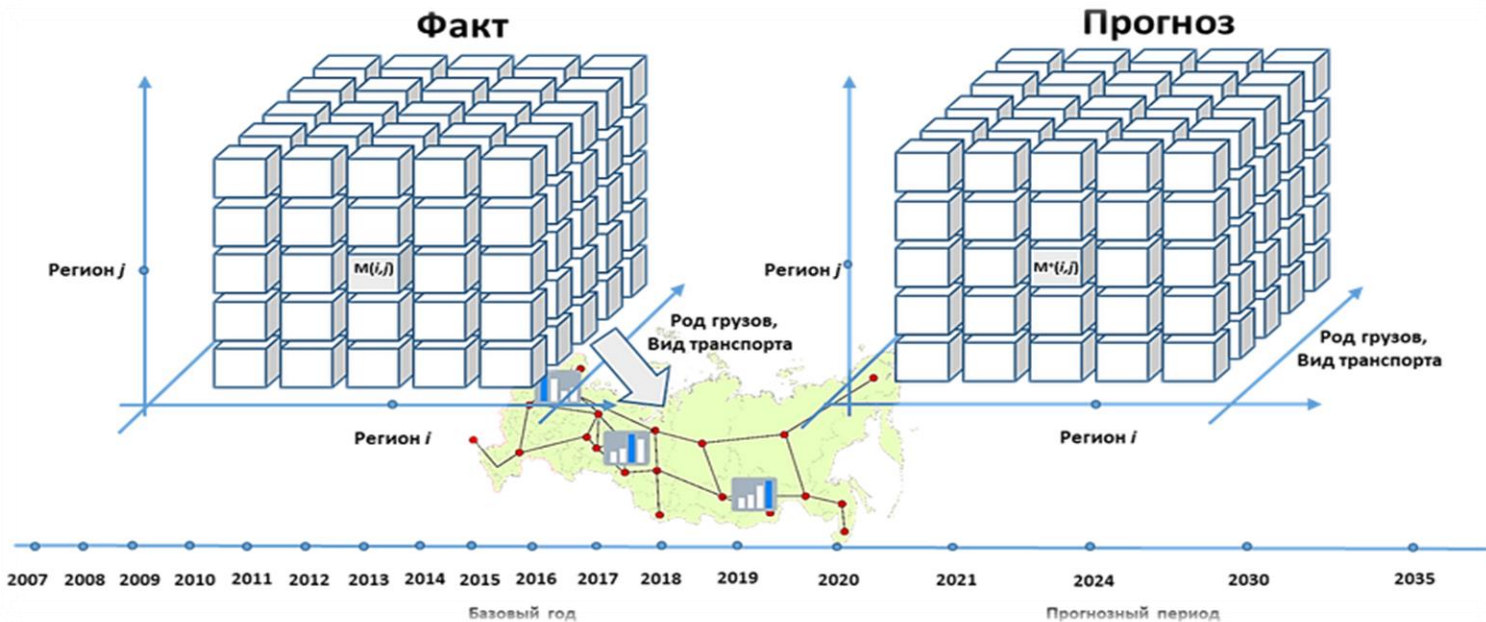 Факт
Прогноз
Регион j
M(i,j)
Род грузов,
Вид транспорта
Регион i
Регион j
M*(i,j)
Род грузов,
Вид транспорта
Регион i
2007 2008 2009 2010 2011 2012 2013 2014 2015 2016 2017 2018 2019 2020 2021 2024 2030 2035
Базовый год
Прогнозный период